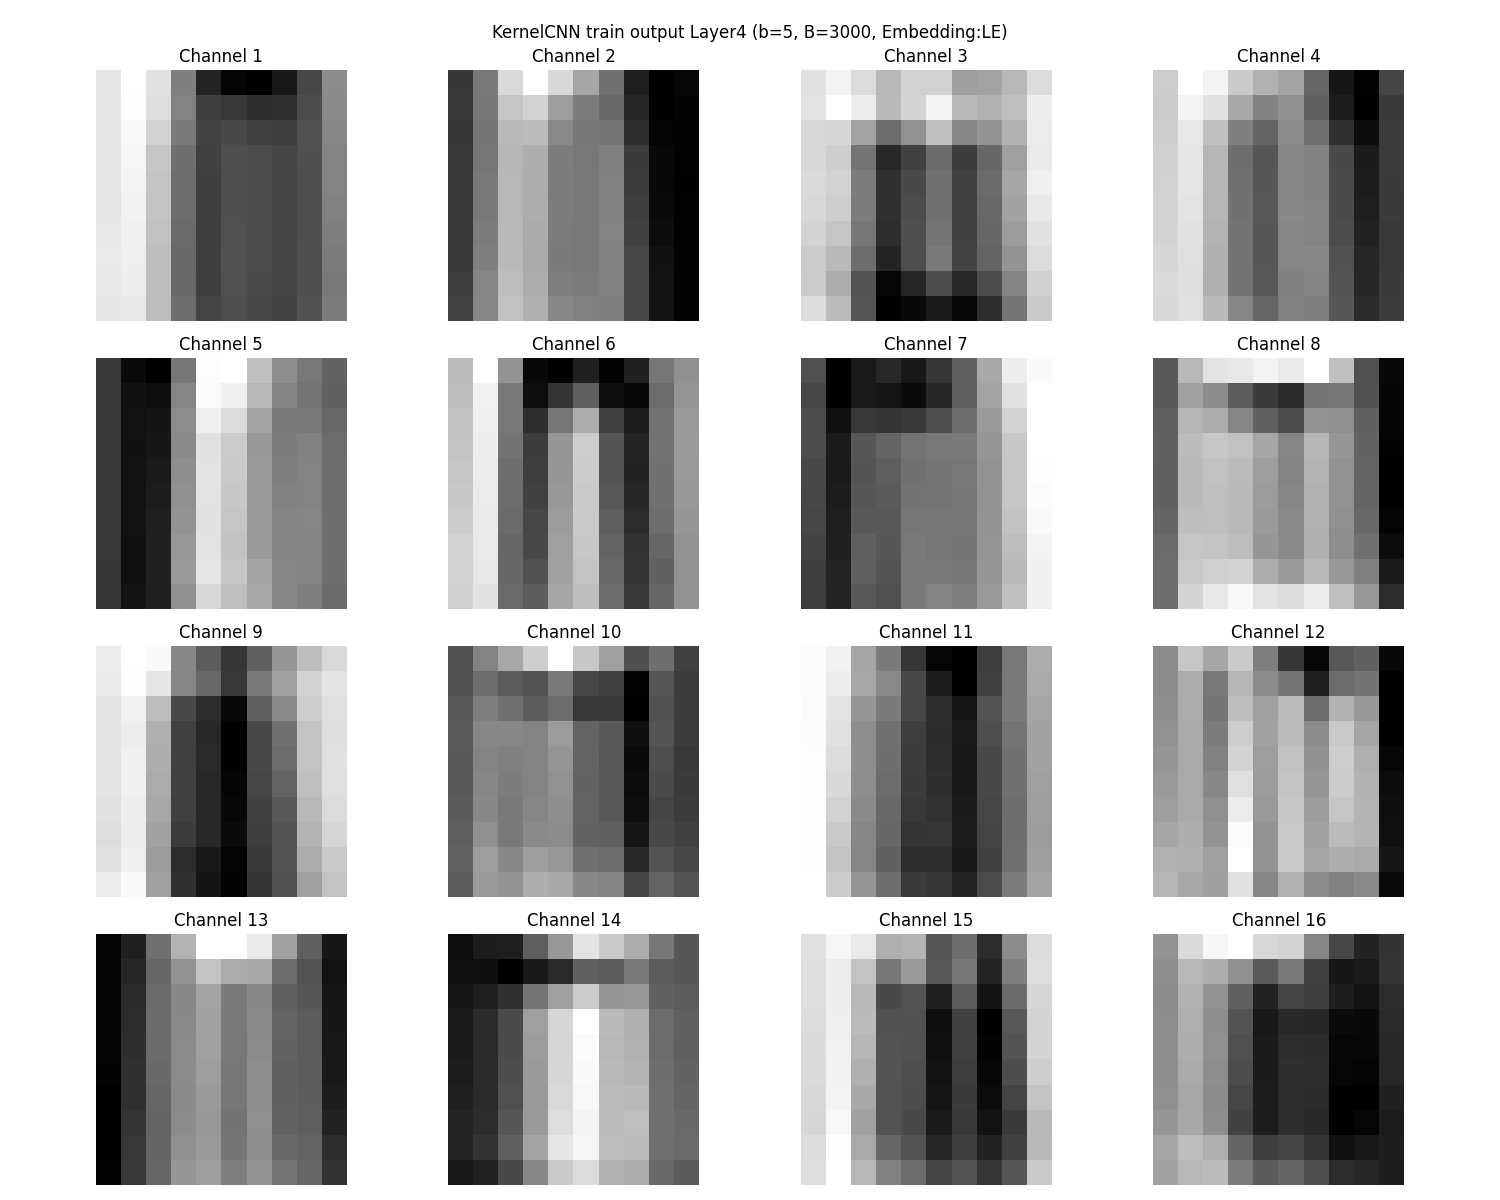 KernelCNN train output Layer4 (b=5, B=3000, Embedding:LE)
Channel 1
Channel 2
Channel 3
Channel 4
Channel 5
Channel 6
Channel 7
Channel 8
Channel 9
Channel 10
Channel 11
Channel 12
Channel 13
Channel 14
Channel 15
Channel 16